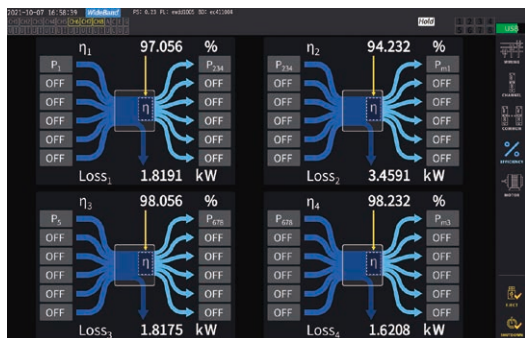 2021-10-07 16:58:39 WideBand
Hold
USB
η1 97.056 %
P1 P234
OFF OFF
OFF OFF
OFF OFF
OFF OFF
OFF OFF
η
Loss1 1.8191 kW
η2 94.232 %
P234 Pm1
OFF OFF
OFF OFF
OFF OFF
OFF OFF
OFF OFF
η
Loss2 3.4591 kW
η3 98.056 %
P5 P678
OFF OFF
OFF OFF
OFF OFF
OFF OFF
OFF OFF
η
Loss3 1.8175 kW
η4 98.232 %
P678 Pm3
OFF OFF
OFF OFF
OFF OFF
OFF OFF
OFF OFF
η
Loss4 1.6208 kW
WIRING
CHANNEL
COMMON
%
EFFICIENCY
MOTOR
EJECT